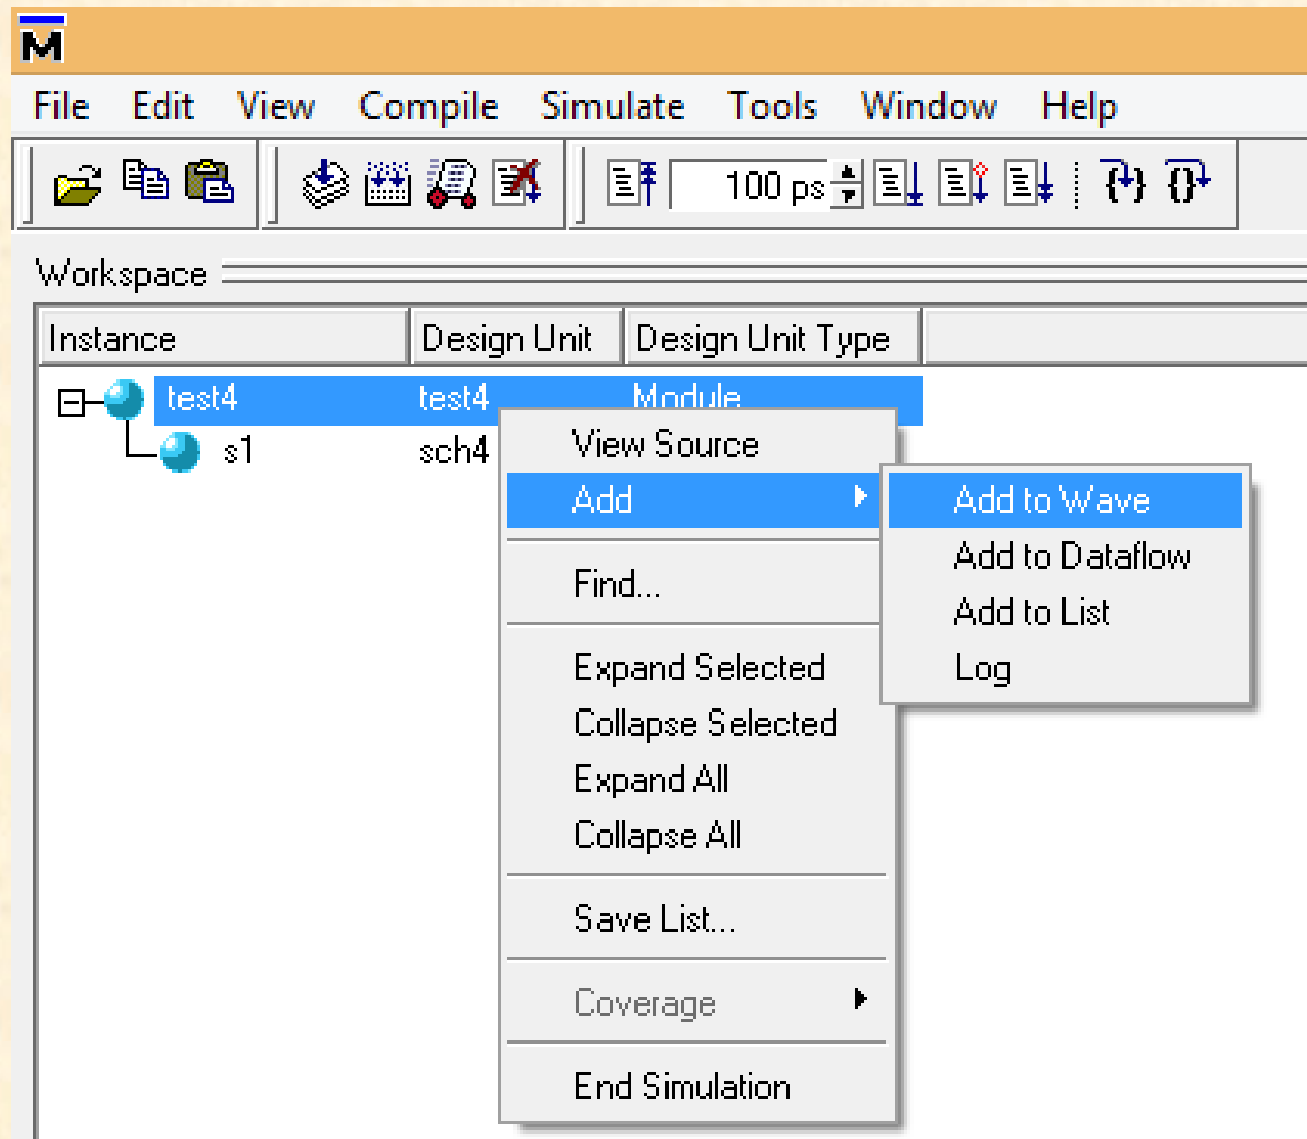 M
File Edit View Compile Simulate Tools Window Help
100 ps
Workspace
Instance Design Unit Design Unit Type
test4 test4 Module
s1 sch4
View Source
Add
Add to Wave
Add to Dataflow
Add to List
Log
Find...
Expand Selected
Collapse Selected
Expand All
Collapse All
Save List...
Coverage
End Simulation